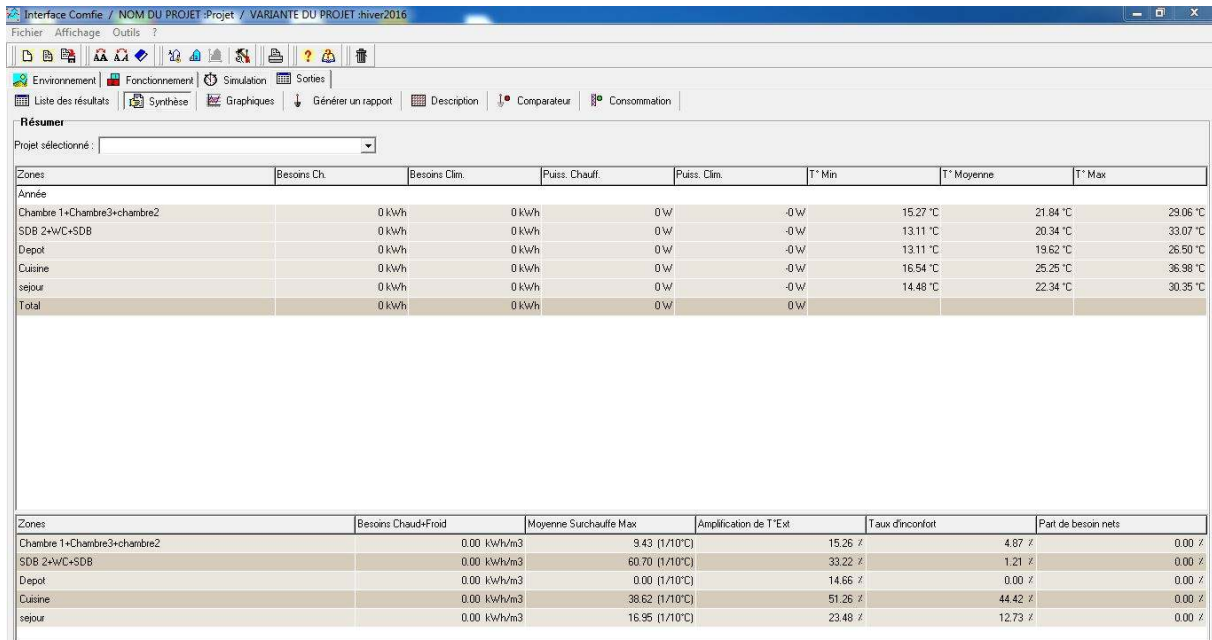 Interface Comfie / NOM DU PROJET :Projet / VARIANTE DU PROJET :hiver2016
Fichier Affichage Outils ?
Environnement Fonctionnement Simulation Sorties
Liste des résultats Synthèse Graphiques Générer un rapport Description Comparateur Consommation
Résumer
Projet sélectionné :
Zones Besoins Ch. Besoins Clim. Puiss. Chauff. Puiss. Clim. T° Min T° Moyenne T° Max
Année
Chambre 1+Chambre3+chambre2 0 kWh 0 kWh 0 W -0 W 15.27 °C 21.84 °C 29.06 °C
SDB 2+WC+SDB 0 kWh 0 kWh 0 W -0 W 13.11 °C 20.34 °C 33.07 °C
Depot 0 kWh 0 kWh 0 W -0 W 13.11 °C 19.62 °C 26.50 °C
Cuisine 0 kWh 0 kWh 0 W -0 W 16.54 °C 25.25 °C 36.98 °C
sejour 0 kWh 0 kWh 0 W -0 W 14.48 °C 22.34 °C 30.35 °C
Total 0 kWh 0 kWh 0 W 0 W
Zones Besoins Chaud+Froid Moyenne Surchauffe Max Amplification de T°Ext Taux d'inconfort Part de besoin nets
Chambre 1+Chambre3+chambre2 0.00 kWh/m3 9.43 (1/10°C) 15.26 % 4.87 % 0.00 %
SDB 2+WC+SDB 0.00 kWh/m3 60.70 (1/10°C) 33.22 % 1.21 % 0.00 %
Depot 0.00 kWh/m3 0.00 (1/10°C) 14.66 % 0.00 % 0.00 %
Cuisine 0.00 kWh/m3 38.62 (1/10°C) 51.26 % 44.42 % 0.00 %
sejour 0.00 kWh/m3 16.95 (1/10°C) 23.48 % 12.73 % 0.00 %